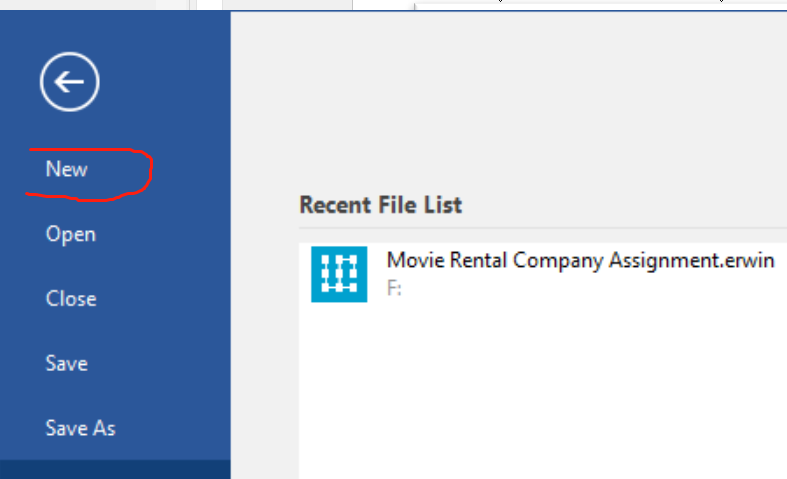 New
Open
Close
Save
Save As
Recent File List
Movie Rental Company Assignment.erwin
F: